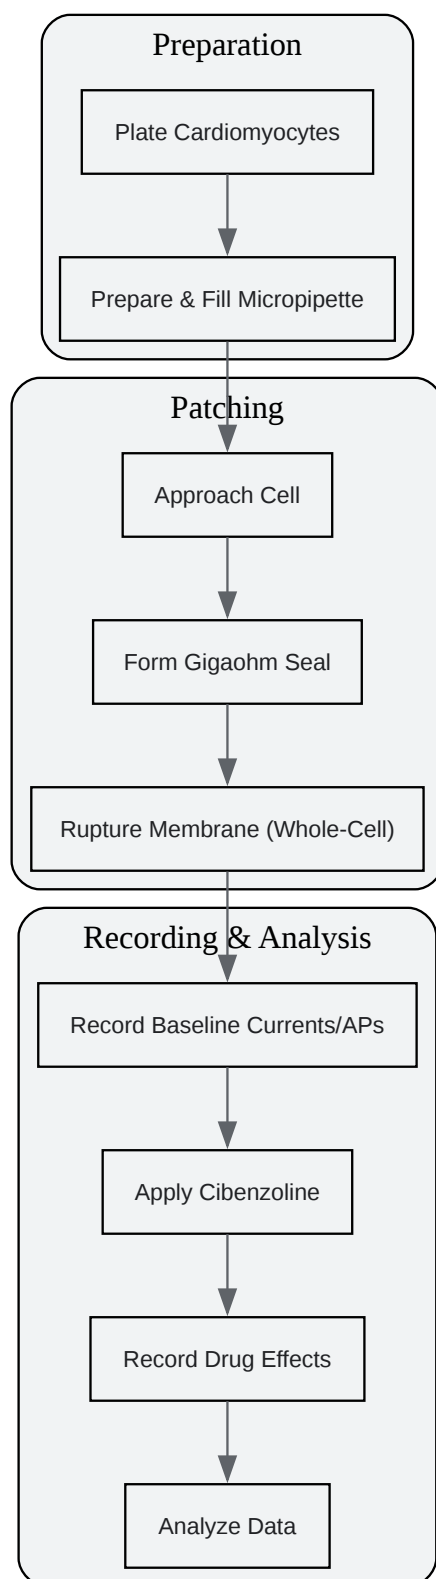 Preparation
Plate Cardiomyocytes
Prepare & Fill Micropipette
Patching
Approach Cell
Form Gigaohm Seal
Rupture Membrane (Whole-Cell)
Recording & Analysis
Record Baseline Currents/APs
Apply Cibenzoline
Record Drug Effects
Analyze Data